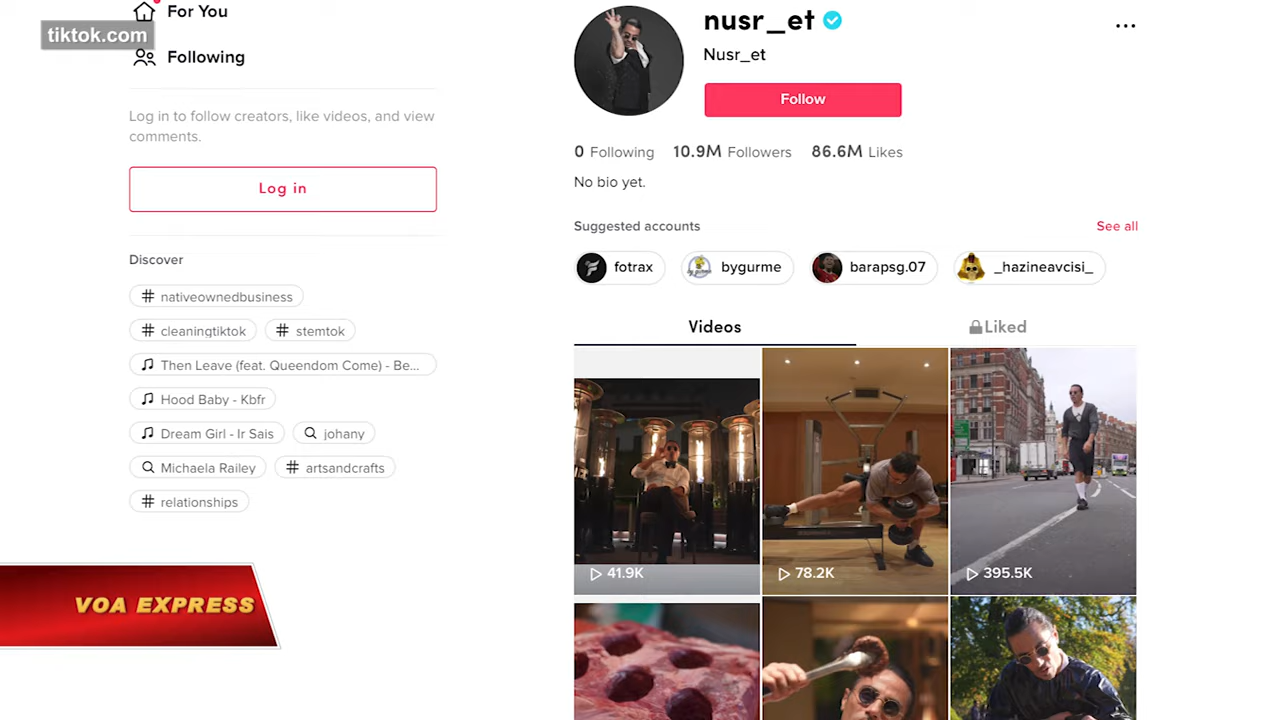 For You
tiktok.com
Following
Log in to follow creators, like videos, and view
comments.
Log in
Discover
nativeownedbusiness
cleaningtiktok
stemtok
Then Leave (feat. Queendom Come) - Be...
Hood Baby - Kbfr
Dream Girl - Ir Sais
johany
Michaela Railey
artsandcrafts
relationships
VOA EXPRESS
nusr_et
...
Nusr_et
Follow
0 Following 10.9M Followers 86.6M Likes
No bio yet.
Suggested accounts
See all
fotrax
bygurme
barapsg.07
_hazineavcisi_
Videos
Liked
41.9K
78.2K
395.5K